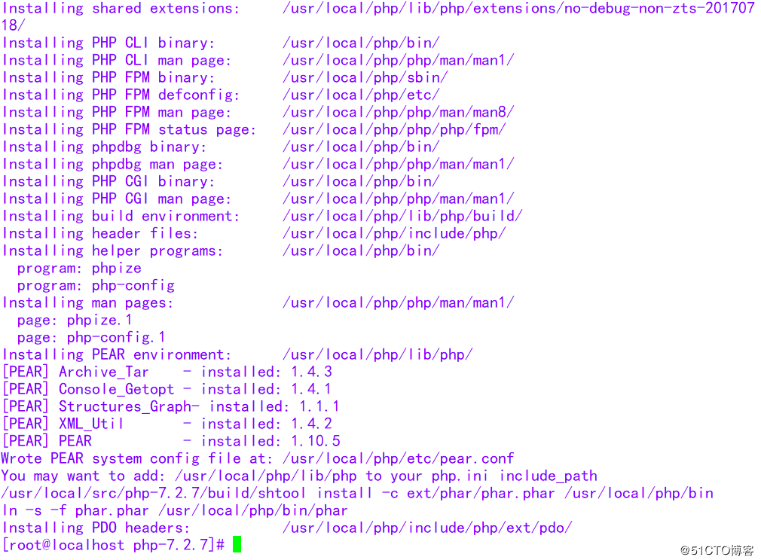 Installing shared extensions:     /usr/local/php/lib/php/extensions/no-debug-non-zts-201707
18/
Installing PHP CLI binary:        /usr/local/php/bin/
Installing PHP CLI man page:      /usr/local/php/php/man/man1/
Installing PHP FPM binary:        /usr/local/php/sbin/
Installing PHP FPM defconfig:     /usr/local/php/etc/
Installing PHP FPM man page:      /usr/local/php/php/man/man8/
Installing PHP FPM status page:   /usr/local/php/php/php/fpm/
Installing phpdbg binary:         /usr/local/php/bin/
Installing phpdbg man page:       /usr/local/php/php/man/man1/
Installing PHP CGI binary:        /usr/local/php/bin/
Installing PHP CGI man page:      /usr/local/php/php/man/man1/
Installing build environment:     /usr/local/php/lib/php/build/
Installing header files:          /usr/local/php/include/php/
Installing helper programs:       /usr/local/php/bin/
  program: phpize
  program: php-config
Installing man pages:             /usr/local/php/php/man/man1/
  page: phpize.1
  page: php-config.1
Installing PEAR environment:      /usr/local/php/lib/php/
[PEAR] Archive_Tar    - installed: 1.4.3
[PEAR] Console_Getopt - installed: 1.4.1
[PEAR] Structures_Graph- installed: 1.1.1
[PEAR] XML_Util       - installed: 1.4.2
[PEAR] PEAR           - installed: 1.10.5
Wrote PEAR system config file at: /usr/local/php/etc/pear.conf
You may want to add: /usr/local/php/lib/php to your php.ini include_path
/usr/local/src/php-7.2.7/build/shtool install -c ext/phar/phar.phar /usr/local/php/bin
ln -s -f phar.phar /usr/local/php/bin/phar
Installing PDO headers:           /usr/local/php/include/php/ext/pdo/
[root@localhost php-7.2.7]#
@51CTO博客